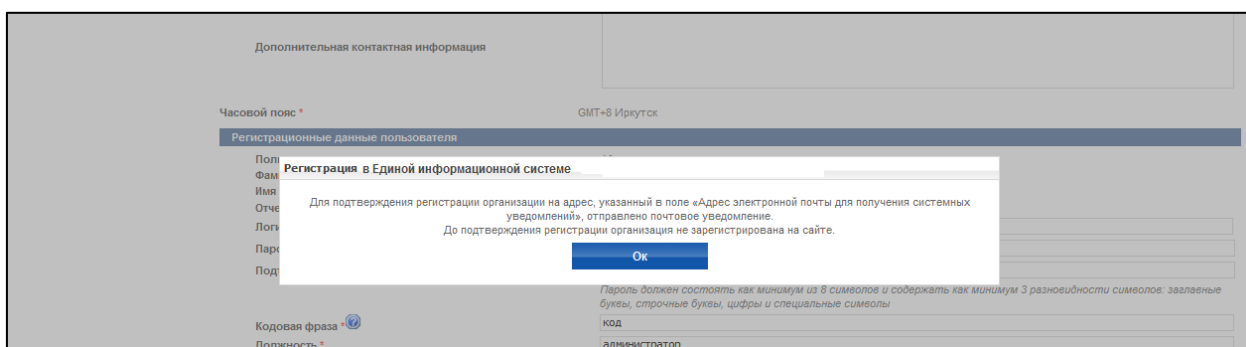 Дополнительная контактная информация
Часовой пояс * GMT+8 Иркутск
Регистрационные данные пользователя
Регистрация в Единой информационной системе
Имя
Для подтверждения регистрации организации на адрес, указанный в поле «Адрес электронной почты для получения системных
уведомлений», отправлено почтовое уведомление.
До подтверждения регистрации организация не зарегистрирована на сайте.
Ок
Пароль должен состоять как минимум из 8 символов и содержать как минимум 3 разновидности символов: заглавные
буквы, строчные буквы, цифры и специальные символы
Кодовая фраза * ? код
Должность * администратор